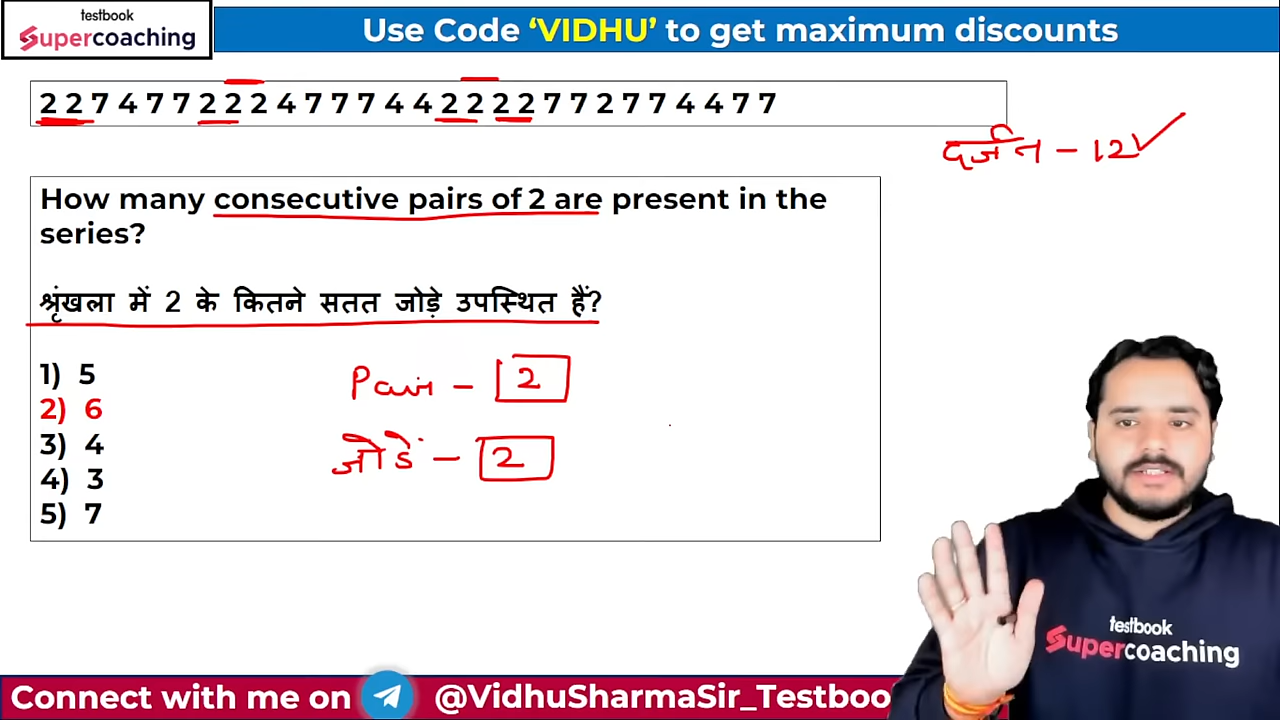 testbook
Supercoaching
Use Code ‘VIDHU’ to get maximum discounts
2 2 7 4 7 7 2 2 2 4 7 7 7 4 4 2 2 2 2 7 7 2 7 7 4 4 7 7
दर्जन - 12
How many consecutive pairs of 2 are present in the
series?
श्रृंखला में 2 के कितने सतत जोड़े उपस्थित हैं?
1) 5
2) 6
3) 4
4) 3
5) 7
Pair - 2
जोडे - 2
testbook
Supercoaching
Connect with me on @VidhuSharmaSir_Testboo